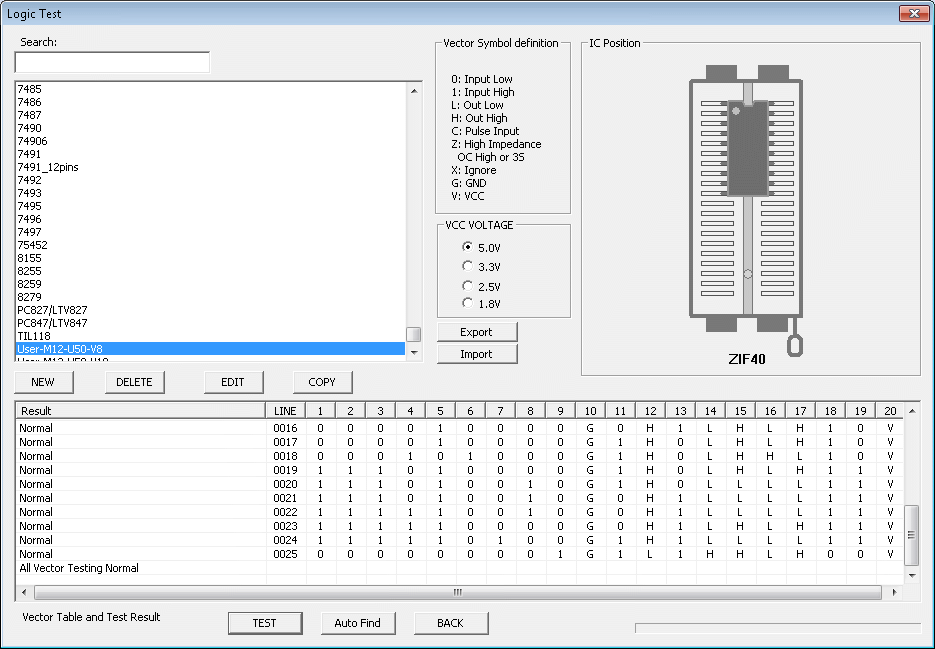 Logic Test
Search:
7485
7486
7487
7490
74906
7491
7491_12pins
7492
7493
7495
7496
7497
75452
8155
8255
8259
8279
PC827/LTV827
PC847/LTV847
TIL118
User-M12-U50-V8
Vector Symbol definition
0: Input Low
1: Input High
L: Out Low
H: Out High
C: Pulse Input
Z: High Impedance
OC High or 3S
X: Ignore
G: GND
V: VCC
VCC VOLTAGE
5.0V
3.3V
2.5V
1.8V
Export
Import
IC Position
ZIF40
NEW DELETE EDIT COPY
Result LINE 1 2 3 4 5 6 7 8 9 10 11 12 13 14 15 16 17 18 19 20
Normal 0016 0 0 0 0 1 0 0 0 0 G 0 H 1 L H L H 1 0 V
Normal 0017 0 0 0 0 1 0 0 0 0 G 1 H 0 L H L H 1 0 V
Normal 0018 0 0 0 1 0 1 0 0 0 G 1 H 0 L H H L 1 0 V
Normal 0019 1 1 1 0 1 0 0 0 0 G 1 H 0 L H L H 1 1 V
Normal 0020 1 1 1 0 1 0 0 1 0 G 1 H 0 L L L L 1 1 V
Normal 0021 1 1 1 0 1 0 0 1 0 G 0 H 1 L L L L 1 1 V
Normal 0022 1 1 1 0 1 0 0 1 0 G 1 H 1 L L L L 1 1 V
Normal 0023 1 1 1 0 1 0 0 0 0 G 1 H 1 L H L H 1 1 V
Normal 0024 1 1 1 1 0 0 1 0 0 G 1 H 1 L L L L 1 1 V
Normal 0025 0 0 0 0 0 0 0 0 1 G 1 L 1 H H L H 0 0 V
All Vector Testing Normal
Vector Table and Test Result
TEST Auto Find BACK